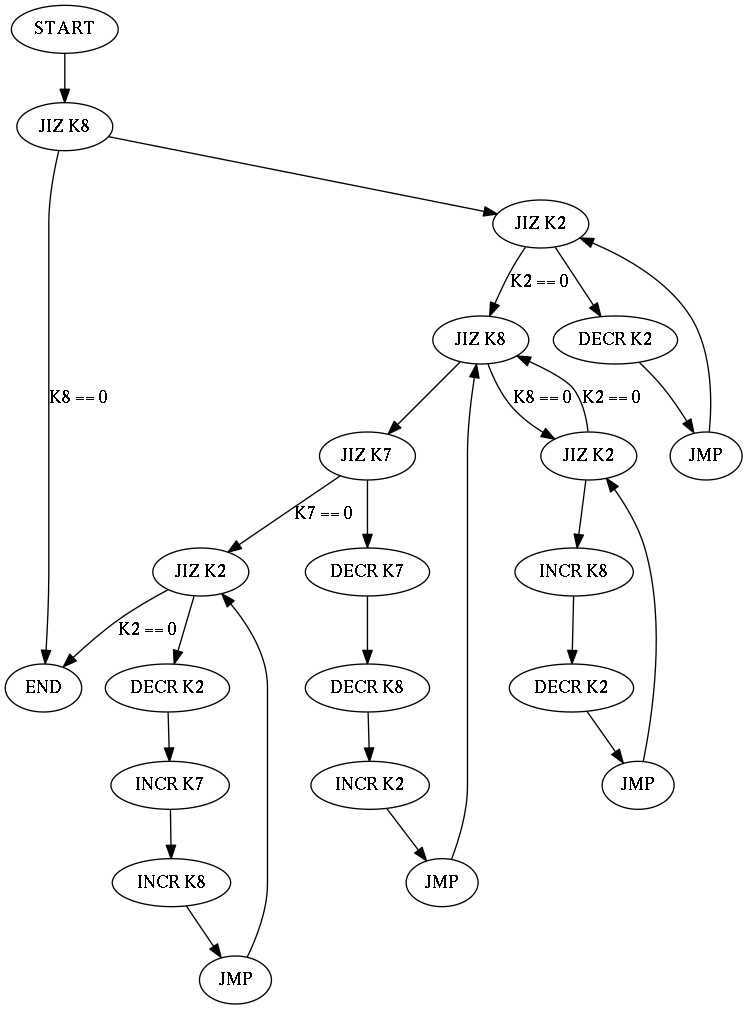 START
JIZ K8
JIZ K2
K2 == 0
JIZ K8
DECR K2
K8 == 0
K8 == 0
K2 == 0
JIZ K7
JIZ K2
JMP
K7 == 0
JIZ K2
DECR K7
INCR K8
K2 == 0
END
DECR K2
DECR K8
DECR K2
INCR K7
INCR K2
JMP
INCR K8
JMP
JMP